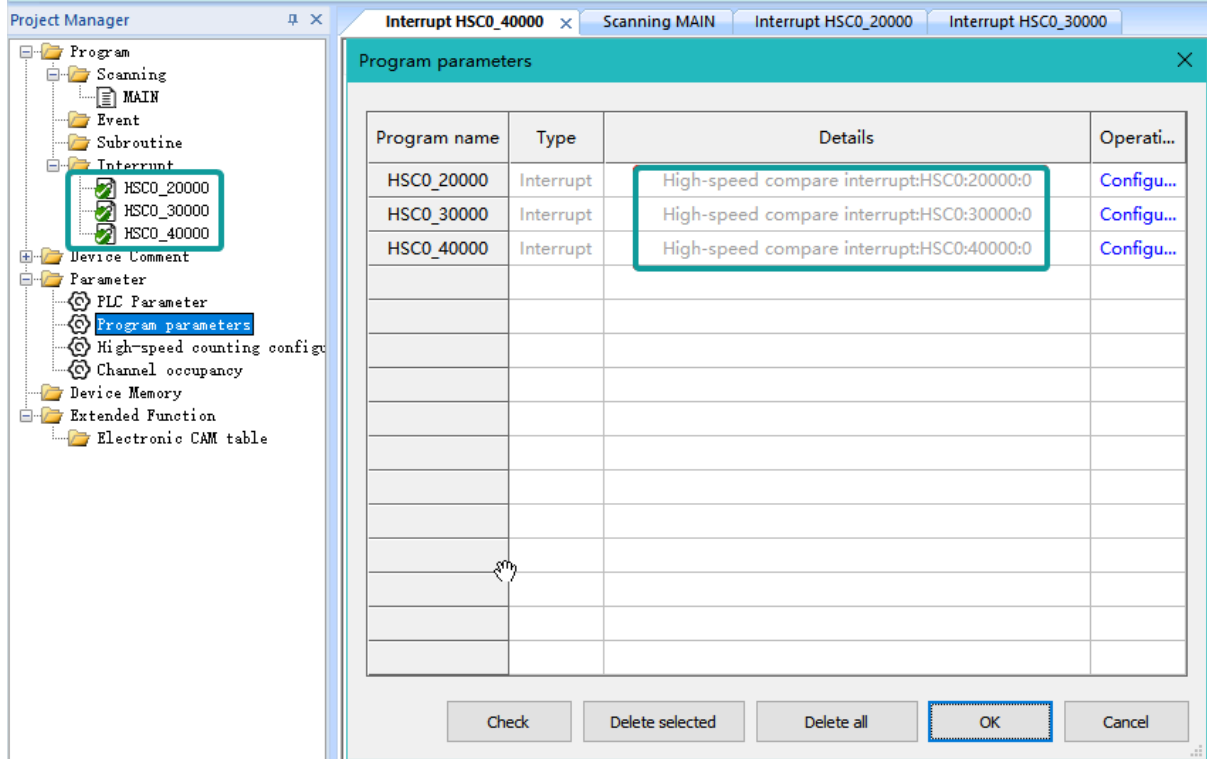 Project Manager
Program
Scanning
MAIN
Event
Subroutine
Interrupt
HSC0_20000
HSC0_30000
HSC0_40000
Device Comment
Parameter
PLC Parameter
Program parameters
High-speed counting configu
Channel occupancy
Device Memory
Extended Function
Electronic CAM table
Interrupt HSC0_40000 Scanning MAIN Interrupt HSC0_20000 Interrupt HSC0_30000
Program parameters
Program name Type Details Operati...
HSC0_20000 Interrupt High-speed compare interrupt:HSC0:20000:0 Configu...
HSC0_30000 Interrupt High-speed compare interrupt:HSC0:30000:0 Configu...
HSC0_40000 Interrupt High-speed compare interrupt:HSC0:40000:0 Configu...
Check Delete selected Delete all OK Cancel